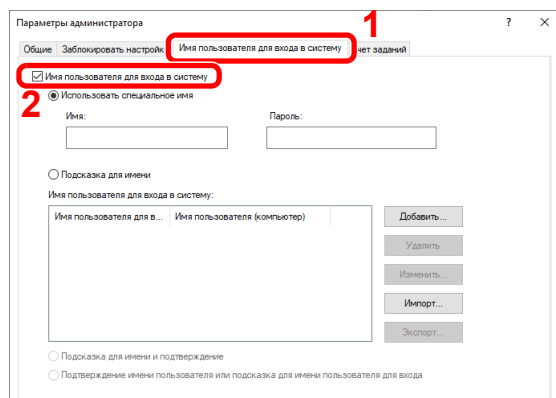 Параметры администратора ? ×
1
Общие Заблокировать настройк Имя пользователя для входа в систему чет заданий
Имя пользователя для входа в систему
2
Использовать специальное имя
Имя: Пароль:
Подсказка для имени
Имя пользователя для входа в систему:
Имя пользователя для в... Имя пользователя (компьютер) Добавить...
Удалить
Изменить...
Импорт...
Экспорт...
Подсказка для имени и подтверждение
Подтверждение имени пользователя или подсказка для имени пользователя для входа